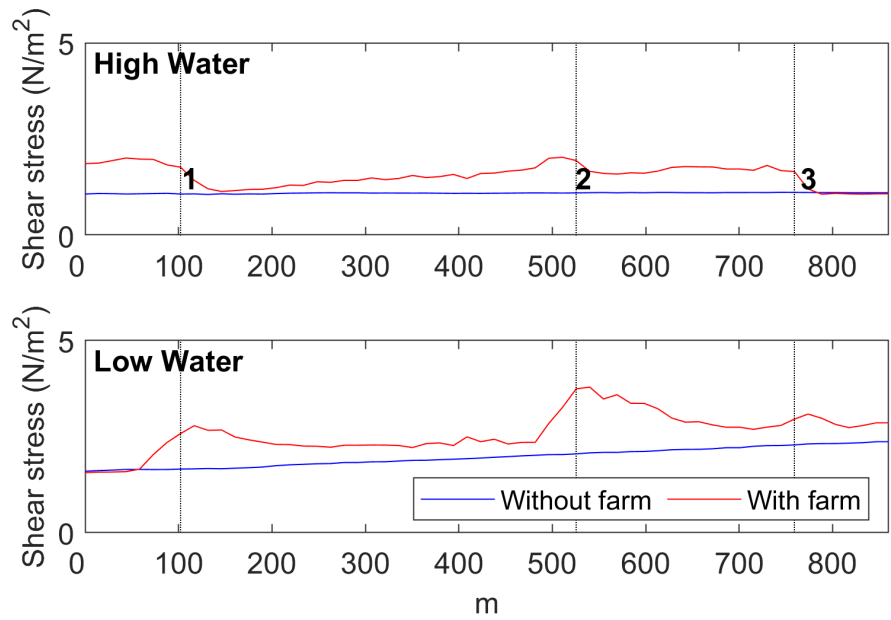 High Water
Shear stress (N/m²)
5
0
1
2
3
0 100 200 300 400 500 600 700 800
Low Water
Shear stress (N/m²)
5
0
Without farm
With farm
0 100 200 300 400 500 600 700 800
m